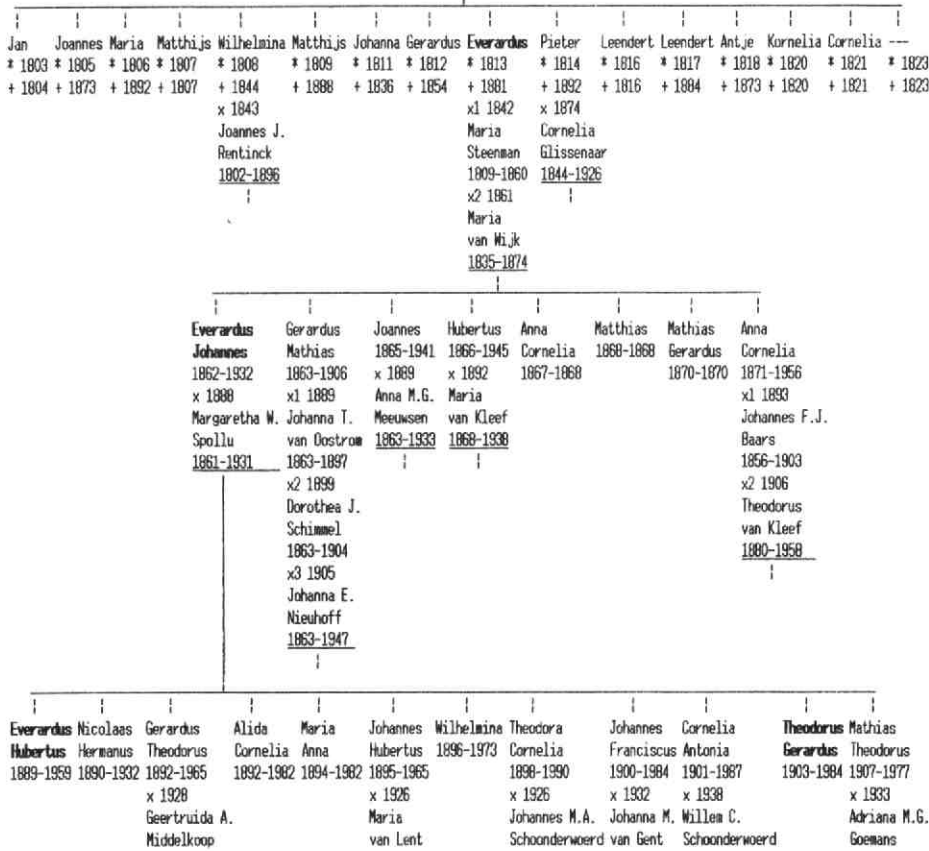 Jan Joannes Maria Matthijs Wilhelmina Matthijs Johanna Gerardus Everardus Pieter Leendert Leendert Antje Kornelia Cornelia ---
* 1803 * 1805 * 1806 * 1807 * 1808 * 1809 * 1811 * 1812 * 1813 * 1814 * 1816 * 1817 * 1818 * 1820 * 1821 * 1823
+ 1804 + 1873 + 1892 + 1807 + 1844 + 1888 + 1836 + 1854 + 1881 + 1892 + 1816 + 1884 + 1873 + 1820 + 1821 + 1823
x 1843 x1 1842 x 1874
Joannes J. Maria Cornelia
Rentinck Steenman Glissenaar
1802-1896 1809-1860 1844-1926
x2 1861
Maria
van Wijk
1835-1874
Everardus Gerardus Joannes Hubertus Anna Matthias Mathias Anna
Johannes Mathias 1865-1941 1866-1945 Cornelia 1868-1868 Gerardus Cornelia
1862-1932 1863-1906 x 1889 x 1892 1867-1868 1870-1870 1871-1956
x 1888 x1 1889 Anna M.G. Maria x1 1893
Margaretha W. Johanna T. Meeuwsen van Kleef Johannes F.J.
Spollu van Oostrom 1863-1933 1868-1938 Baars
1861-1931 1863-1897 1856-1903
x2 1899 x2 1906
Dorothea J. Theodorus
Schimmel van Kleef
1863-1904 1880-1958
x3 1905
Johanna E.
Nieuhoff
1863-1947
Everardus Nicolaas Gerardus Alida Maria Johannes Wilhelmina Theodora Johannes Cornelia Theodorus Mathias
Hubertus Hermanus Theodorus Cornelia Anna Hubertus 1896-1973 Cornelia Franciscus Antonia Gerardus Theodorus
1889-1959 1890-1932 1892-1965 1892-1982 1894-1982 1895-1965 1898-1990 1900-1984 1901-1987 1903-1984 1907-1977
x 1928 x 1926 x 1926 x 1932 x 1938 x 1933
Geertruida A. Maria Johannes M.A. Johanna M. Willem C. Adriana M.G.
Middelkoop van Lent Schoonderwoerd van Gent Schoonderwoerd Goemans